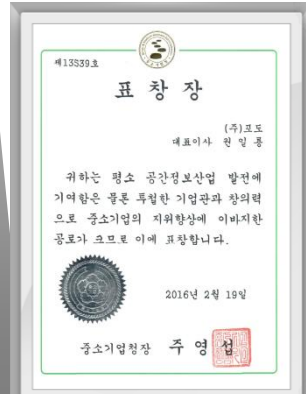 제13839호
표 창 장
(주)포도
대표이사 원 일 룡
귀하는 평소 공간정보산업 발전에
기여함은 물론 투철한 기업관과 창의력
으로 중소기업의 지위향상에 이바지한
공로가 크므로 이에 표창합니다.
2016년 2월 19일
중소기업청장 주 영 섭